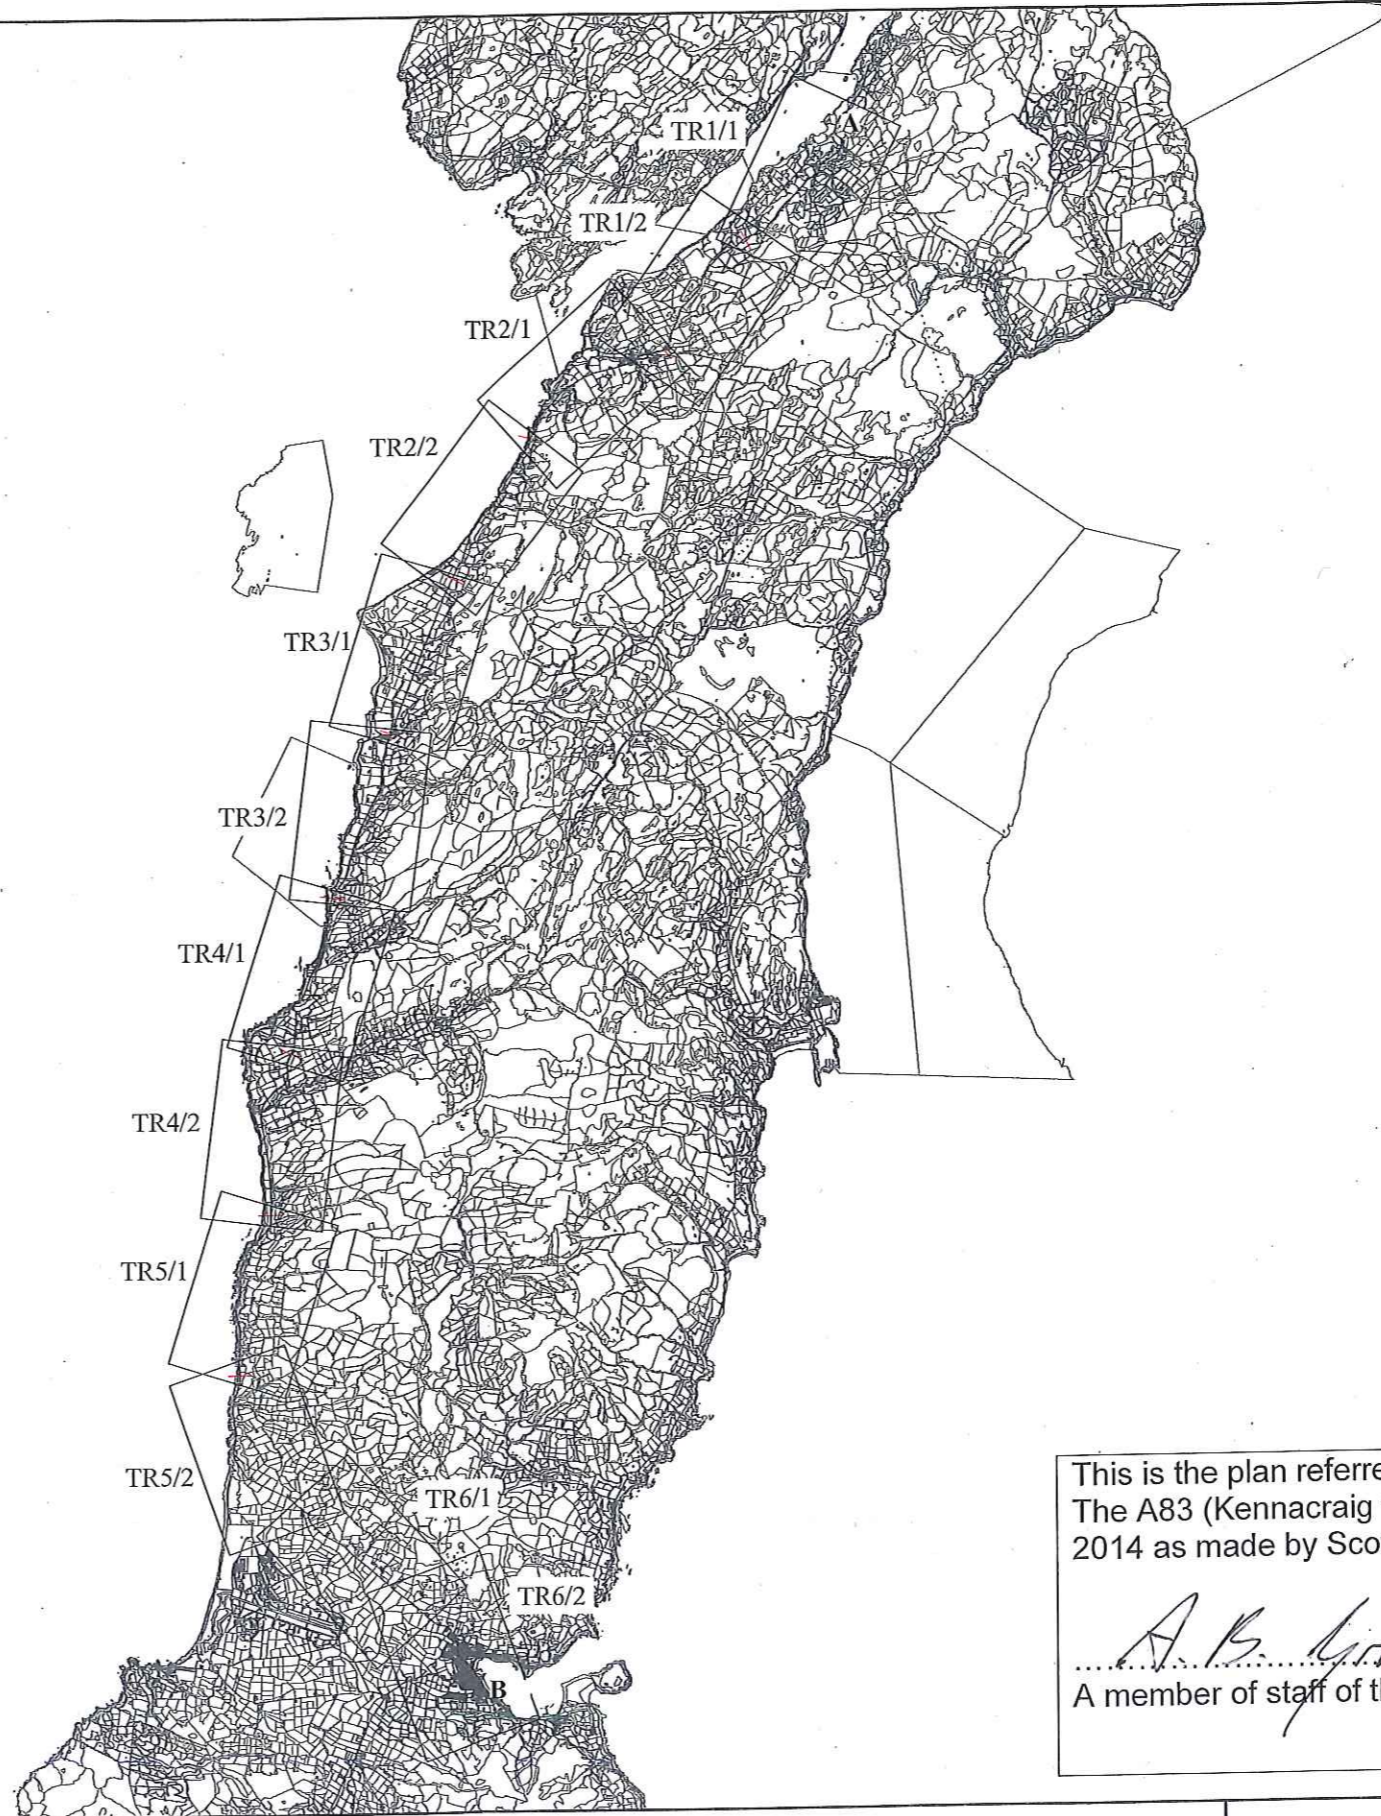 A
TR1/1
TR1/2
TR2/1
TR2/2
TR3/1
TR3/2
TR4/1
TR4/2
TR5/1
TR5/2
TR6/1
TR6/2
B
This is the plan referre
The A83 (Kennacraig
2014 as made by Sco
A. B.
A member of staff of t